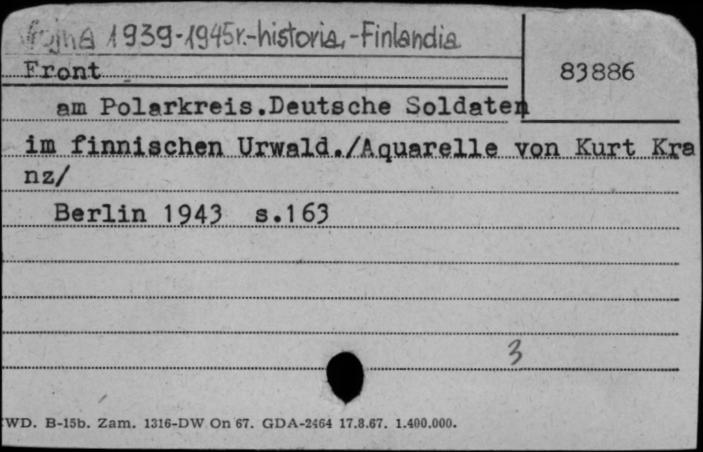 Wojna 1939-1945r.-historia,-Finlandia
Front
83886
am Polarkreis.Deutsche Soldaten
im finnischen Urwald./Aquarelle von Kurt Kra
nz/
Berlin 1943 s.163
3
WD. B-15b. Zam. 1316-DW On 67. GDA-2464 17.8.67. 1.400.000.